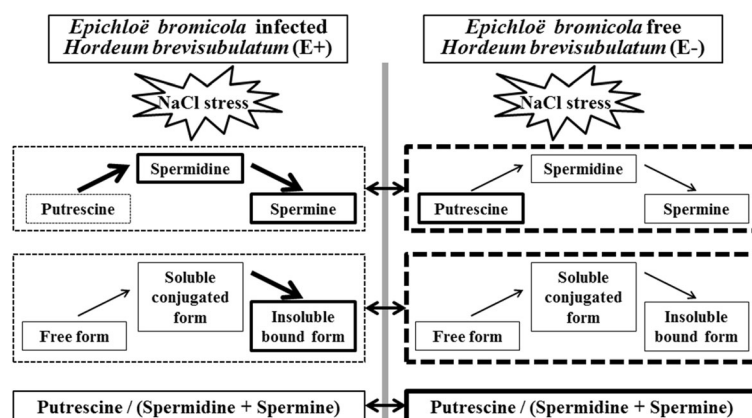 Epichloë bromicola infected
Hordeum brevisubulatum (E+)
NaCl stress
Spermidine
Putrescine
Spermine
Soluble
conjugated
form
Free form
Insoluble
bound form
Putrescine / (Spermidine + Spermine)
Epichloë bromicola free
Hordeum brevisubulatum (E-)
NaCl stress
Spermidine
Putrescine
Spermine
Soluble
conjugated
form
Free form
Insoluble
bound form
Putrescine / (Spermidine + Spermine)